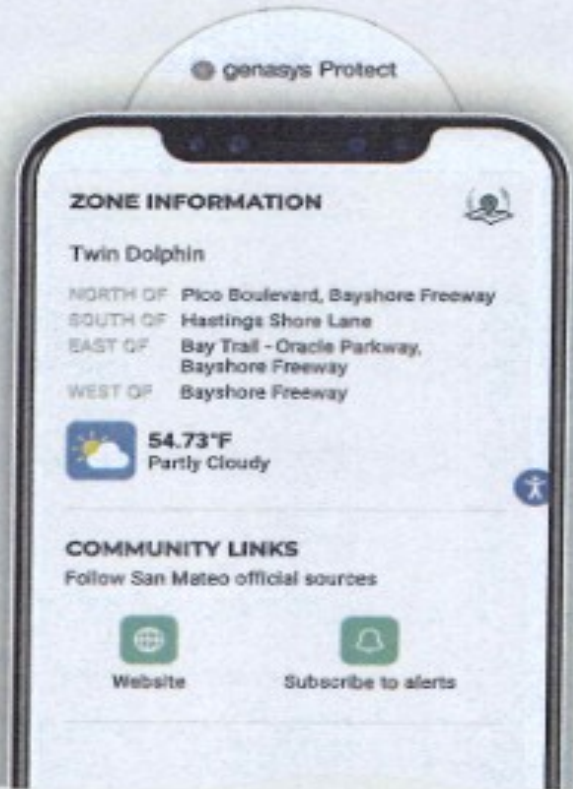 genasys Protect
ZONE INFORMATION
Twin Dolphin
NORTH OF Pico Boulevard, Bayshore Freeway
SOUTH OF Hastings Shore Lane
EAST OF Bay Trail - Oracle Parkway,
Bayshore Freeway
WEST OF Bayshore Freeway
54.73°F
Partly Cloudy
COMMUNITY LINKS
Follow San Mateo official sources
Website
Subscribe to alerts